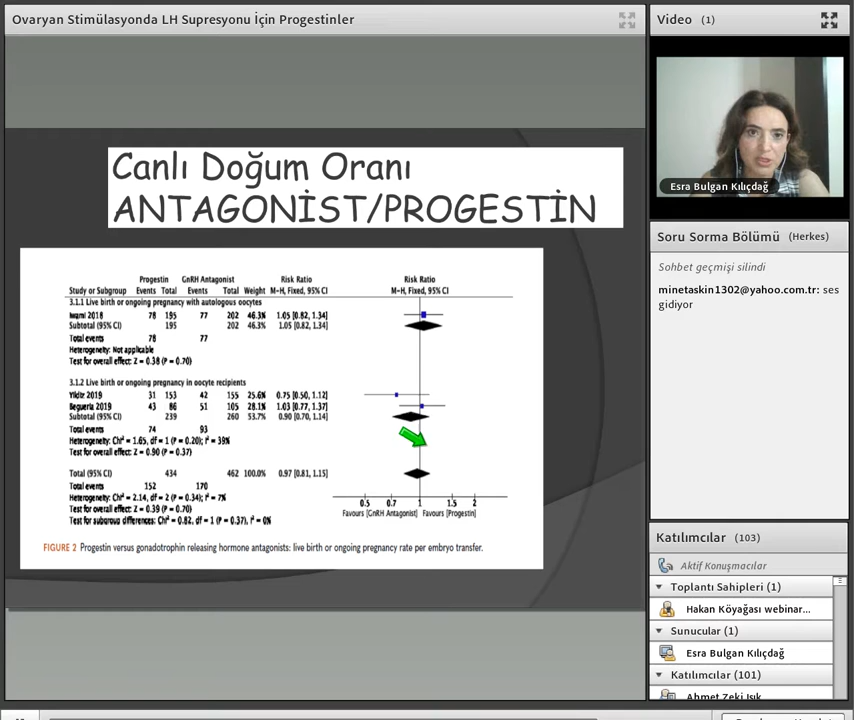 Ovaryan Stimülasyonda LH Supresyonu İçin Progestinler
Canlı Doğum Oranı
ANTAGONİST/PROGESTİN
Progestin GnRH Antagonist Risk Ratio Risk Ratio
Study or Subgroup Events Total Events Total Weight M-H, Fixed, 95% CI M-H, Fixed, 95% CI
3.1.1 Live birth or ongoing pregnancy with autologous oocytes
Iwami 2018 78 195 77 202 46.3% 1.05 [0.82, 1.34]
Subtotal (95% CI) 195 202 46.3% 1.05 [0.82, 1.34]
Total events 78 77
Heterogeneity: Not applicable
Test for overall effect: Z = 0.38 (P = 0.70)
3.1.2 Live birth or ongoing pregnancy in oocyte recipients
Yildiz 2019 31 153 42 155 25.6% 0.75 [0.50, 1.12]
Begueria 2019 43 86 51 105 28.1% 1.03 [0.77, 1.37]
Subtotal (95% CI) 239 260 53.7% 0.90 [0.70, 1.14]
Total events 74 93
Heterogeneity: Chi² = 1.65, df = 1 (P = 0.20); I² = 39%
Test for overall effect: Z = 0.90 (P = 0.37)
Total (95% CI) 434 462 100.0% 0.97 [0.81, 1.15]
Total events 152 170
Heterogeneity: Chi² = 2.14, df = 2 (P = 0.34); I² = 7%
Test for overall effect: Z = 0.39 (P = 0.70)
Test for subgroup differences: Chi² = 0.82, df = 1 (P = 0.37), I² = 0%
0.5 0.7 1 1.5 2
Favours [GnRH Antagonist] Favours [Progestin]
FIGURE 2 Progestin versus gonadotrophin releasing hormone antagonists: live birth or ongoing pregnancy rate per embryo transfer.
Video (1)
Esra Bulgan Kılıçdağ
Soru Sorma Bölümü (Herkes)
Sohbet geçmişi silindi
minetaskin1302@yahoo.com.tr: ses
gidiyor
Katılımcılar (103)
Aktif Konuşmacılar
Toplantı Sahipleri (1)
Hakan Köyağası webinar...
Sunucular (1)
Esra Bulgan Kılıçdağ
Katılımcılar (101)
Ahmet Zeki Işık